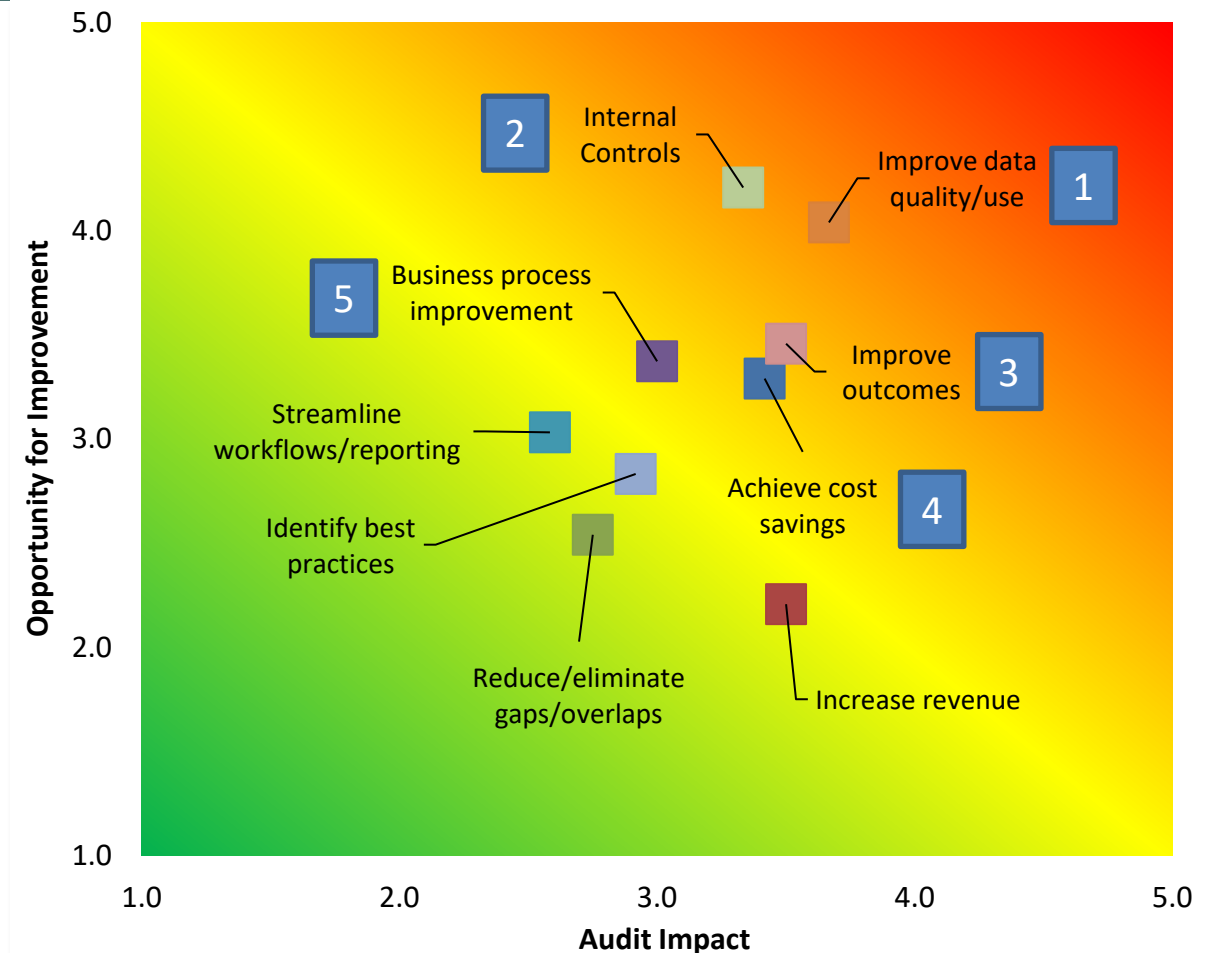 5.0
4.0
3.0
2.0
1.0
Opportunity for Improvement
2
Internal
Controls
Improve data
quality/use
1
5
Business process
improvement
Improve
outcomes
3
Streamline
workflows/reporting
Achieve cost
savings
4
Identify best
practices
Reduce/eliminate
gaps/overlaps
Increase revenue
1.0
2.0
3.0
4.0
5.0
Audit Impact